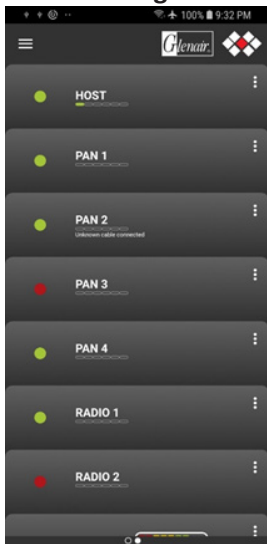 100% 9:32 PM
Glenair.
HOST
PAN 1
PAN 2
Unknown cable connected
PAN 3
PAN 4
RADIO 1
RADIO 2